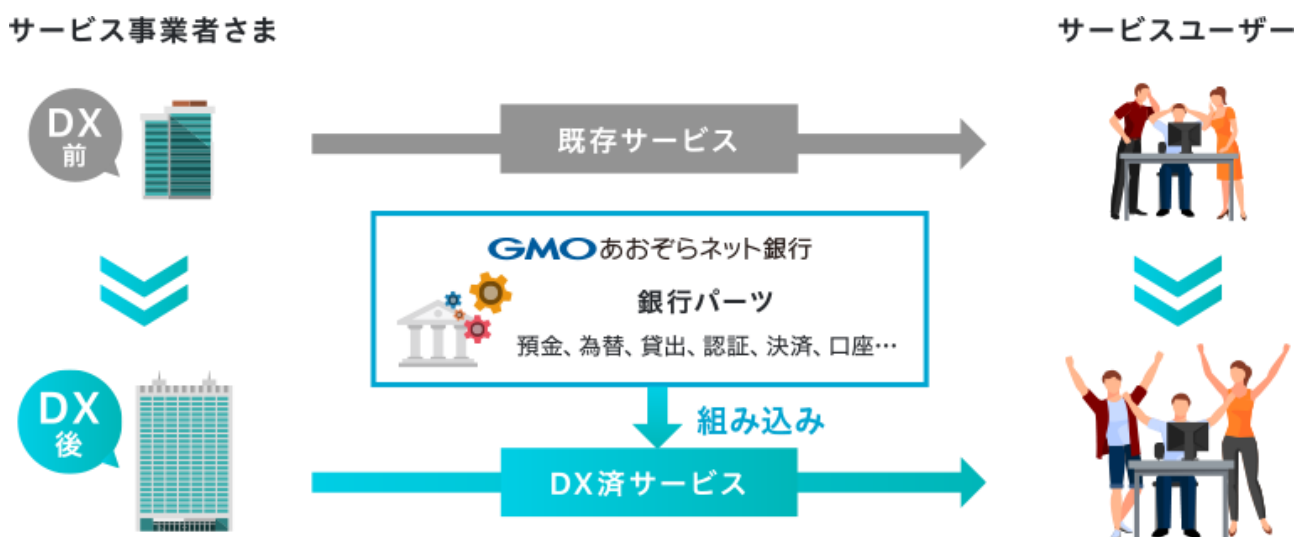 サービス事業者さま
サービスユーザー
DX
前
既存サービス
GMOあおぞらネット銀行
銀行パーツ
預金、為替、貸出、認証、決済、口座…
組み込み
DX
後
DX済サービス